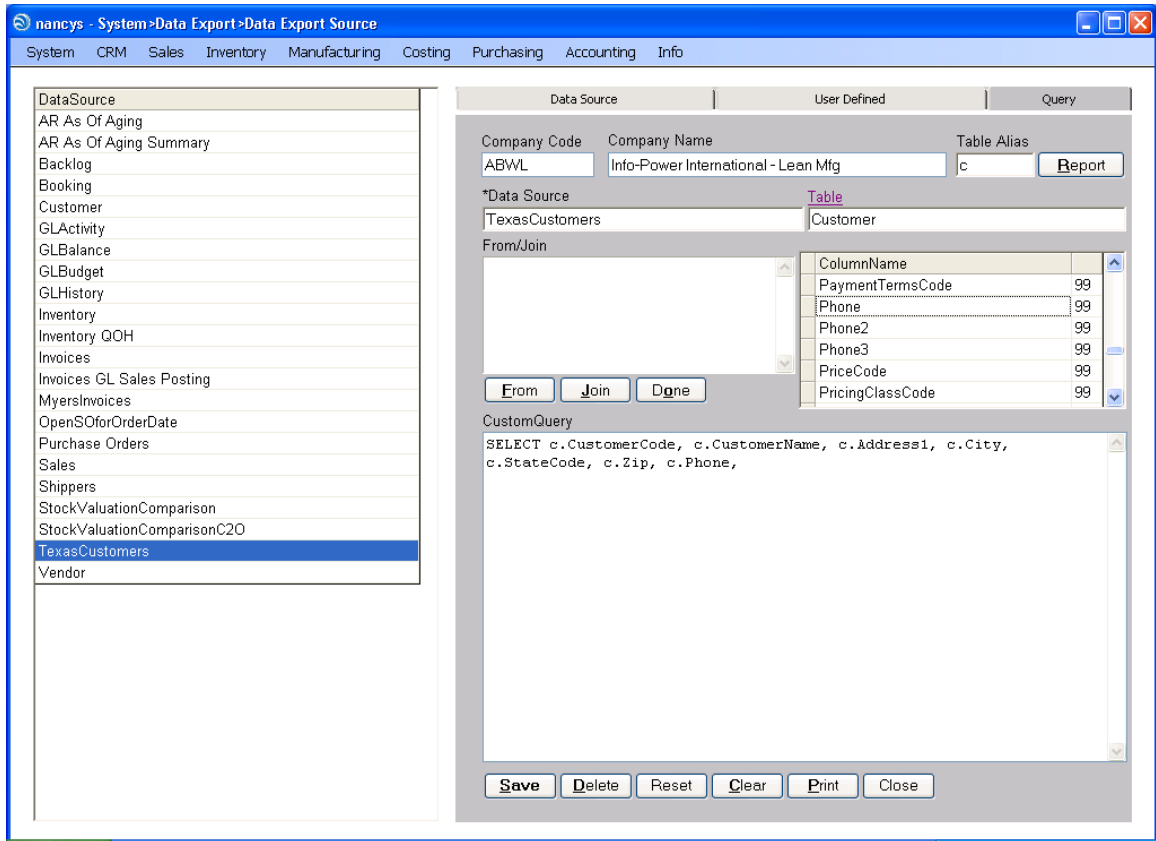 nancys - System>Data Export>Data Export Source
System CRM Sales Inventory Manufacturing Costing Purchasing Accounting Info
DataSource
AR As Of Aging
AR As Of Aging Summary
Backlog
Booking
Customer
GLActivity
GLBalance
GLBudget
GLHistory
Inventory
Inventory QOH
Invoices
Invoices GL Sales Posting
MyersInvoices
OpenSOforOrderDate
Purchase Orders
Sales
Shippers
StockValuationComparison
StockValuationComparisonC2O
TexasCustomers
Vendor
Data Source User Defined Query
Company Code Company Name Table Alias
ABWL Info-Power International - Lean Mfg c Report
*Data Source Table
TexasCustomers Customer
From/Join
ColumnName
PaymentTermsCode 99
Phone 99
Phone2 99
Phone3 99
PriceCode 99
PricingClassCode 99
From Join Done
CustomQuery
SELECT c.CustomerCode, c.CustomerName, c.Address1, c.City,
c.StateCode, c.Zip, c.Phone,
Save Delete Reset Clear Print Close